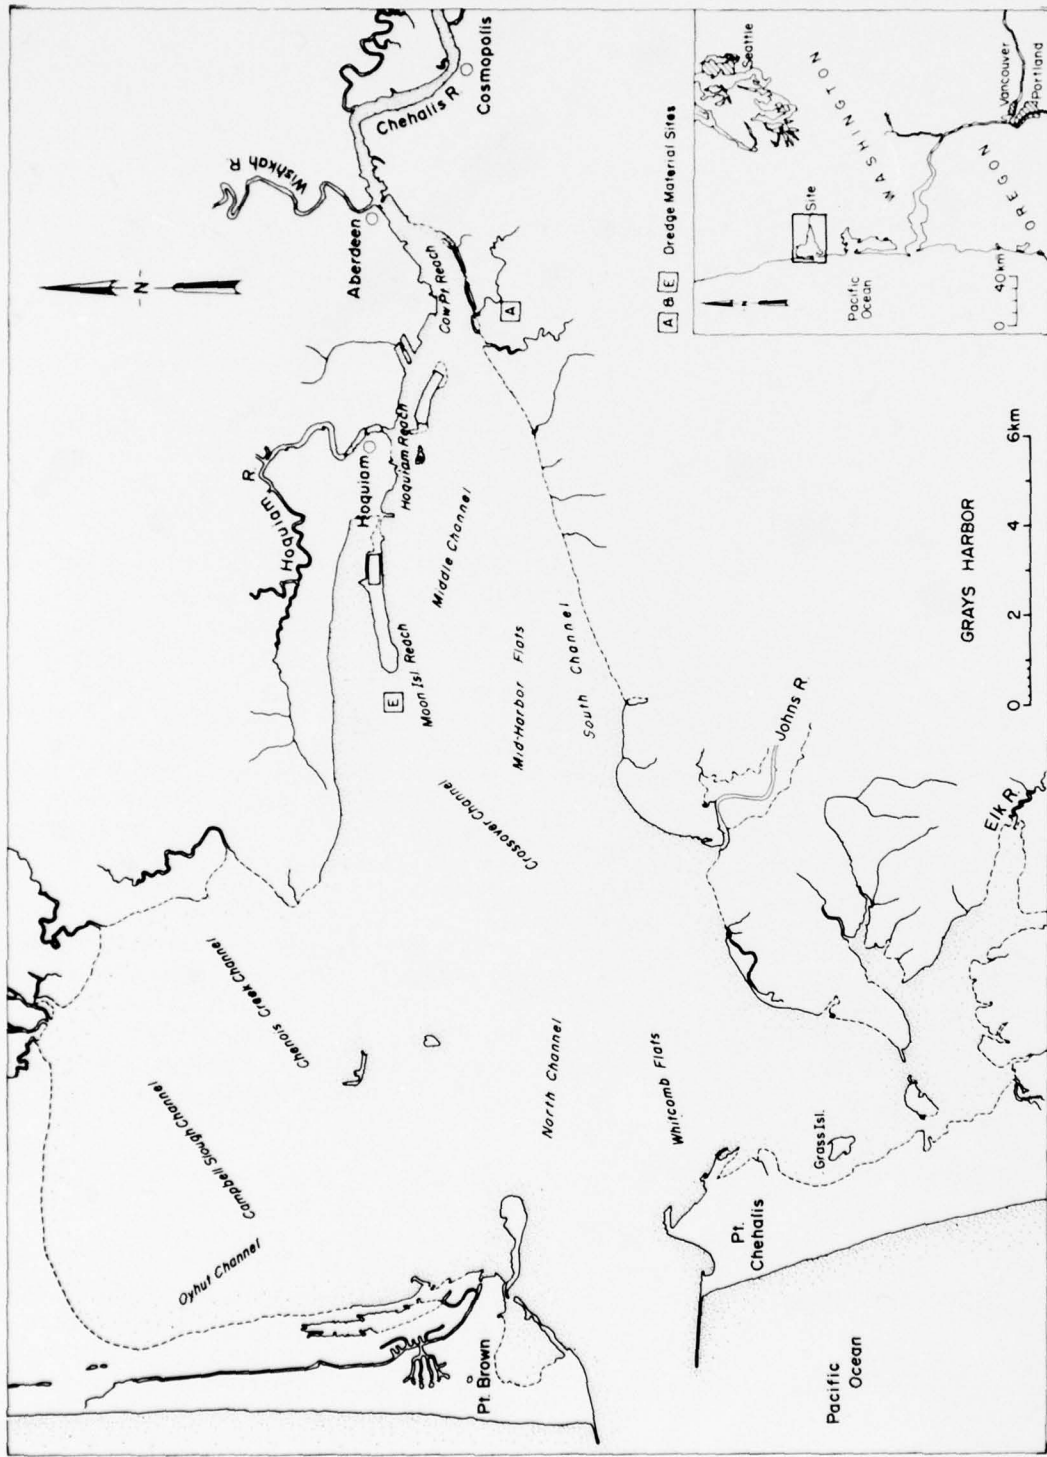 Wishkah
R
Chehalis R
Cosmopolis
Aberdeen
N
Cow Pt Reach
A
Hoquiam
R
Hoquiam
Hoquiam Reach
Middle Channel
E
Moon Isl Reach
Mid-Harbor Flats
South Channel
Crossover Channel
Johns R
Elk R.
Chenois Creek Channel
Campbell Slough Channel
Oyhut Channel
North Channel
Whitcomb Flats
Grass Isl.
Pt.
Chehalis
Pt. Brown
Pacific
Ocean
GRAYS HARBOR
0 2 4 6km
A & E Dredge Material Sites
Seattle
WASHINGTON
Site
Vancouver
Portland
OREGON
Pacific
Ocean
N
0 40km